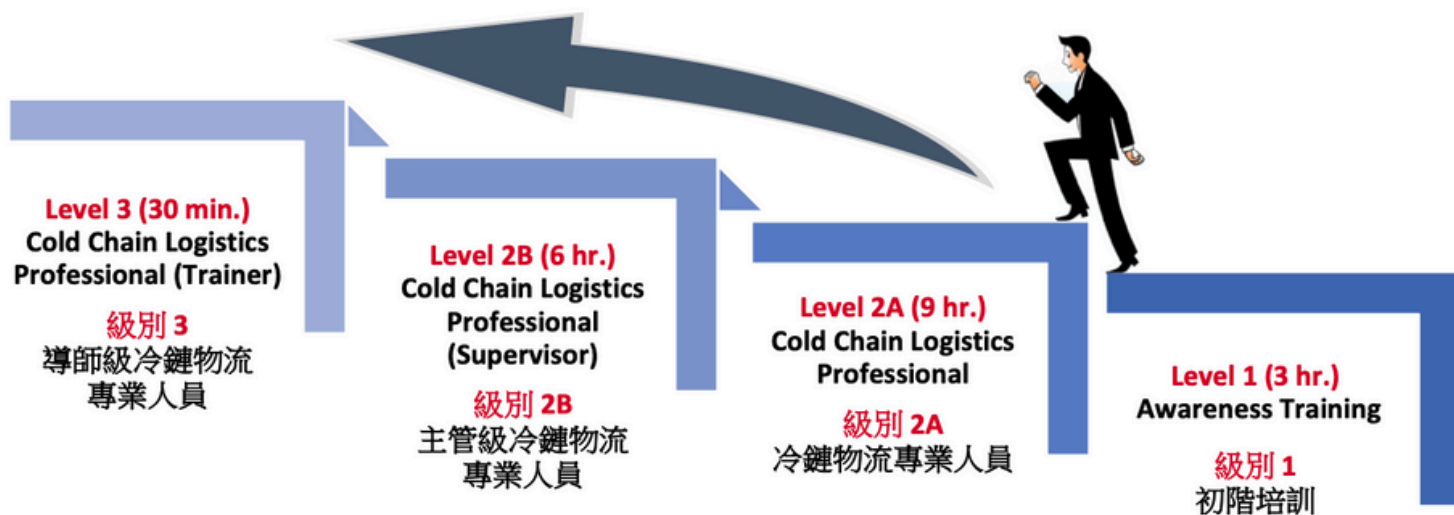 Level 3 (30 min.)
Cold Chain Logistics
Professional (Trainer)
級別 3
導師級冷鏈物流
專業人員
Level 2B (6 hr.)
Cold Chain Logistics
Professional
(Supervisor)
級別 2B
主管級冷鏈物流
專業人員
Level 2A (9 hr.)
Cold Chain Logistics
Professional
級別 2A
冷鏈物流專業人員
Level 1 (3 hr.)
Awareness Training
級別 1
初階培訓